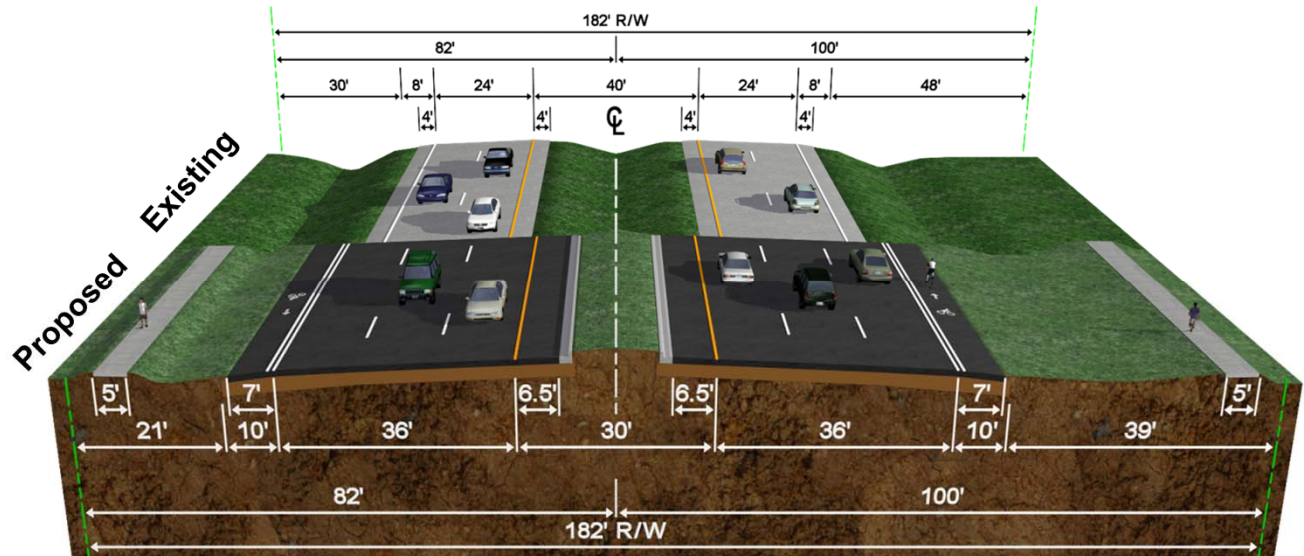 182' R/W
82' 100'
30' 8' 24' 40' 24' 8' 48'
4' 4' ℄ 4' 4'
Existing
Proposed
5' 7' 6.5' 6.5' 7' 5'
21' 10' 36' 30' 36' 10' 39'
82' 100'
182' R/W